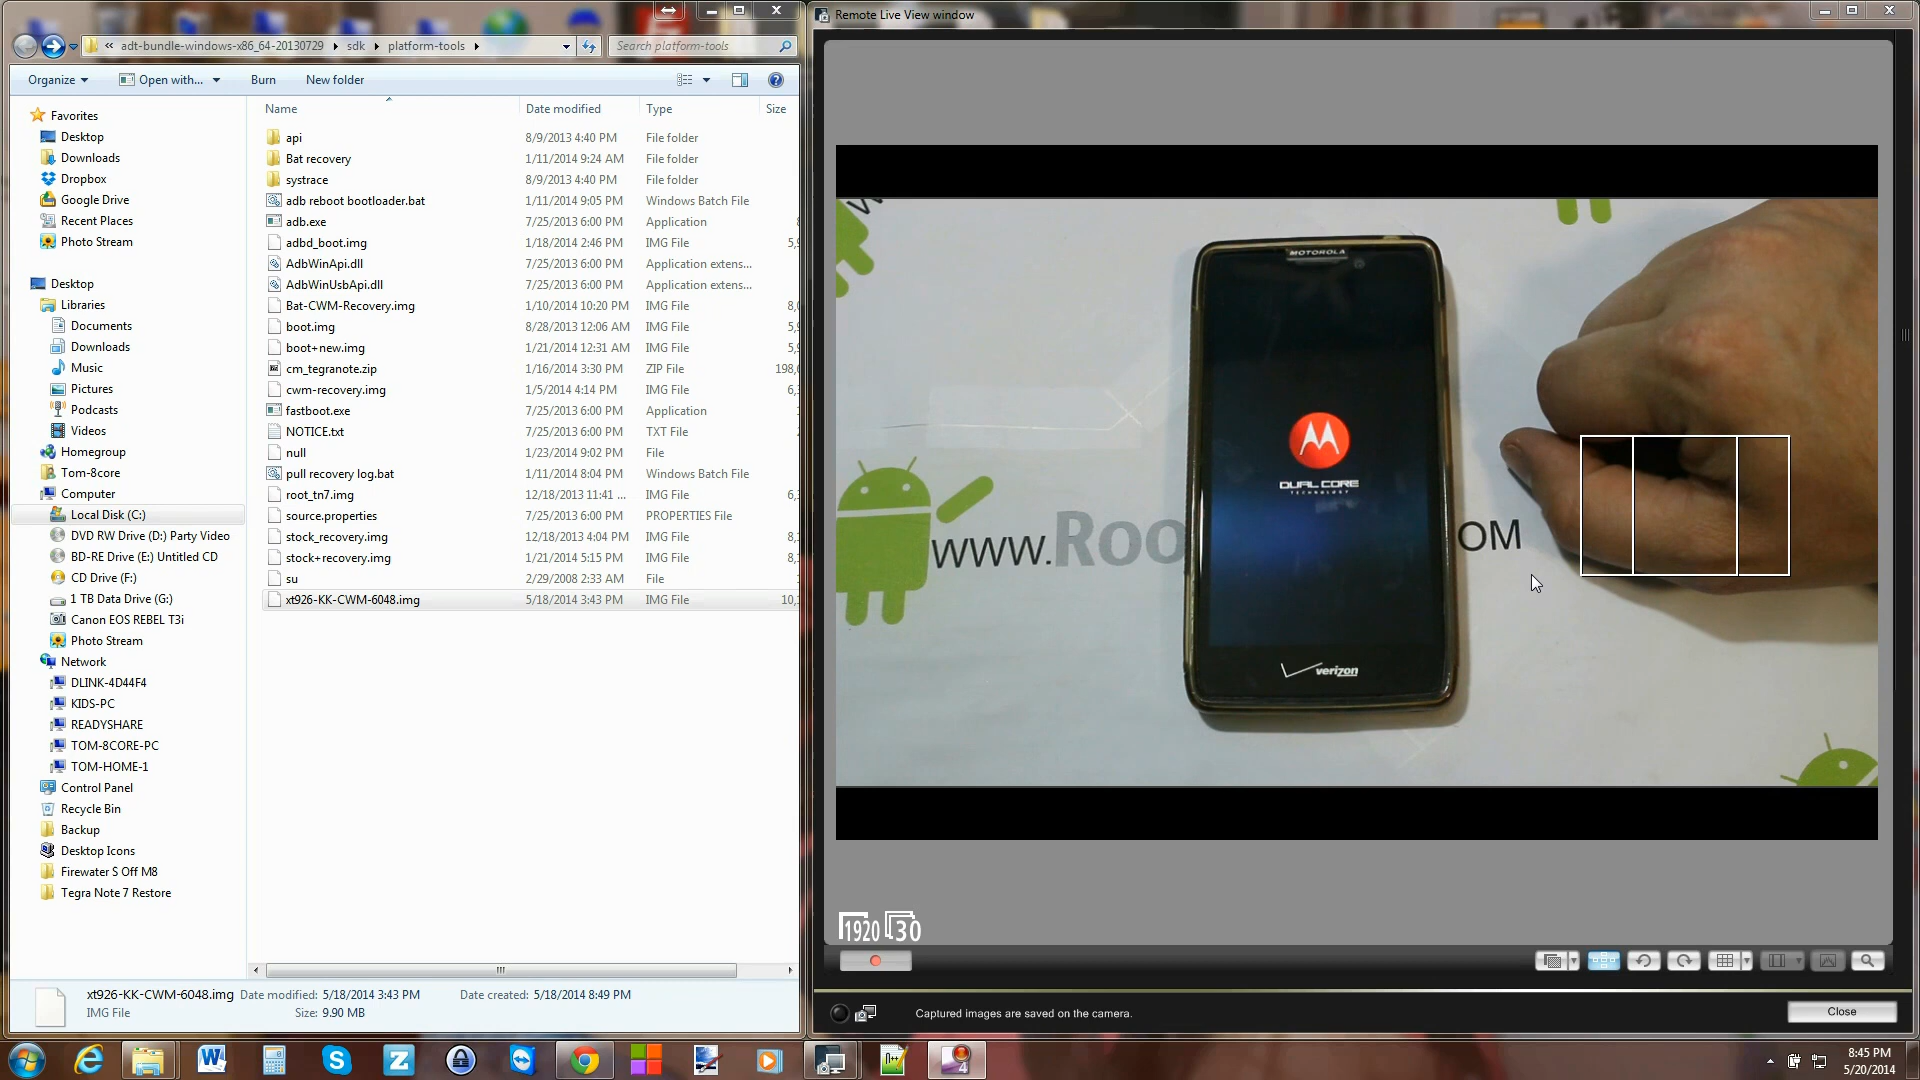 « adt-bundle-windows-x86_64-20130729 ▸ sdk ▸ platform-tools ▸
Search platform-tools
Organize
Open with...
Burn
New folder
Name
Date modified
Type
Size
api 8/9/2013 4:40 PM File folder
Bat recovery 1/11/2014 9:24 AM File folder
systrace 8/9/2013 4:40 PM File folder
adb reboot bootloader.bat 1/11/2014 9:05 PM Windows Batch File
adb.exe 7/25/2013 6:00 PM Application
adbd_boot.img 1/18/2014 2:46 PM IMG File 5,
AdbWinApi.dll 7/25/2013 6:00 PM Application extens...
AdbWinUsbApi.dll 7/25/2013 6:00 PM Application extens...
Bat-CWM-Recovery.img 1/10/2014 10:20 PM IMG File 8,
boot.img 8/28/2013 12:06 AM IMG File 5,
boot+new.img 1/21/2014 12:31 AM IMG File 5,
cm_tegranote.zip 1/16/2014 3:30 PM ZIP File 198,
cwm-recovery.img 1/5/2014 4:14 PM IMG File 6,
fastboot.exe 7/25/2013 6:00 PM Application
NOTICE.txt 7/25/2013 6:00 PM TXT File
null 1/23/2014 9:02 PM File
pull recovery log.bat 1/11/2014 8:04 PM Windows Batch File
root_tn7.img 12/18/2013 11:41 ... IMG File 6,
source.properties 7/25/2013 6:00 PM PROPERTIES File
stock_recovery.img 12/18/2013 4:04 PM IMG File 8,
stock+recovery.img 1/21/2014 5:15 PM IMG File 8,
su 2/29/2008 2:33 AM File
xt926-KK-CWM-6048.img 5/18/2014 3:43 PM IMG File 10,
Favorites
Desktop
Downloads
Dropbox
Google Drive
Recent Places
Photo Stream
Desktop
Libraries
Documents
Downloads
Music
Pictures
Podcasts
Videos
Homegroup
Tom-8core
Computer
Local Disk (C:)
DVD RW Drive (D:) Party Video
BD-RE Drive (E:) Untitled CD
CD Drive (F:)
1 TB Data Drive (G:)
Canon EOS REBEL T3i
Photo Stream
Network
DLINK-4D44F4
KIDS-PC
READYSHARE
TOM-8CORE-PC
TOM-HOME-1
Control Panel
Recycle Bin
Backup
Desktop Icons
Firewater S Off M8
Tegra Note 7 Restore
xt926-KK-CWM-6048.img Date modified: 5/18/2014 3:43 PM Date created: 5/18/2014 8:49 PM
IMG File Size: 9.90 MB
Remote Live View window
MOTOROLA
DUAL CORE
TECHNOLOGY
www.Roo OM
verizon
1920 30
Captured images are saved on the camera.
Close
8:45 PM
5/20/2014